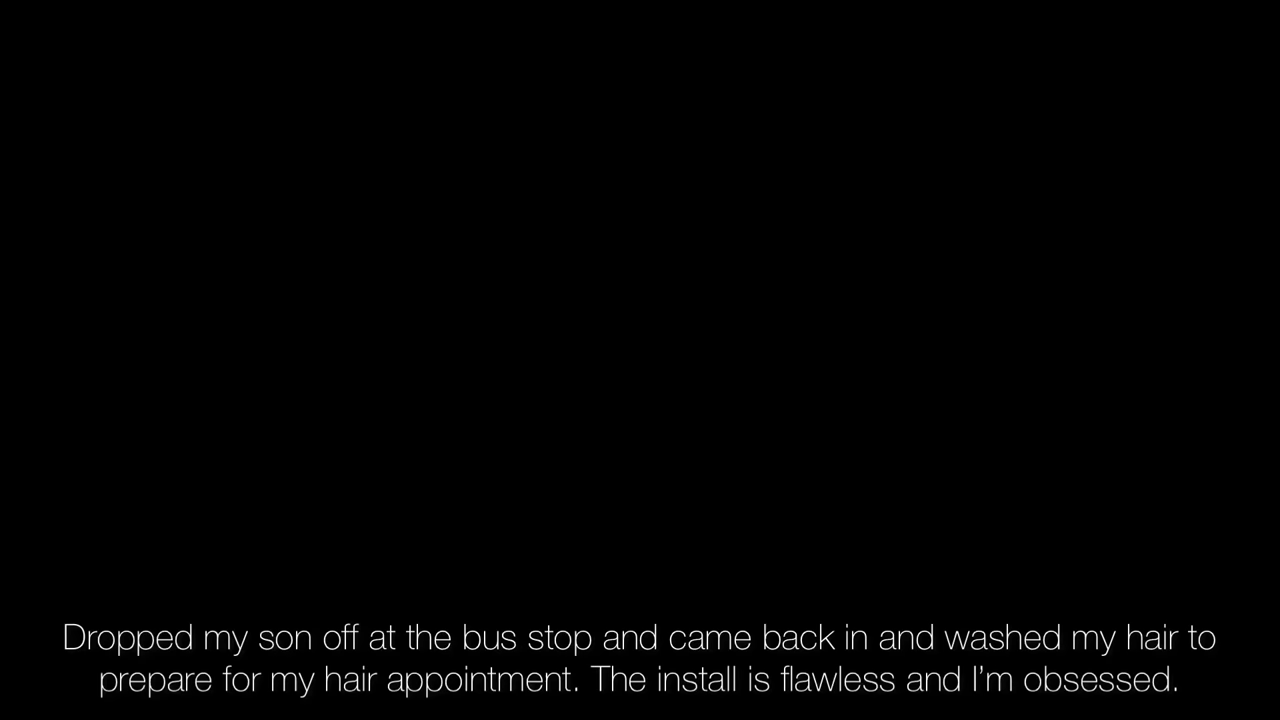 Dropped my son off at the bus stop and came back in and washed my hair to
prepare for my hair appointment. The install is flawless and I’m obsessed.